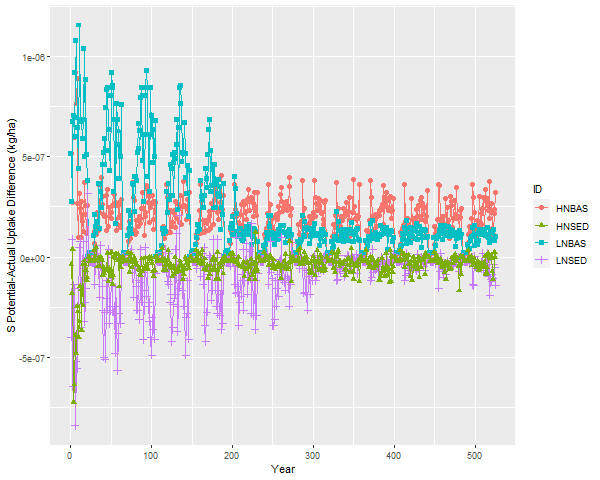 S Potential-Actual Uptake Difference (kg/ha)
1e-06
5e-07
0e+00
-5e-07
0 100 200 300 400 500
Year
ID
HNBAS
HNSED
LNBAS
LNSED